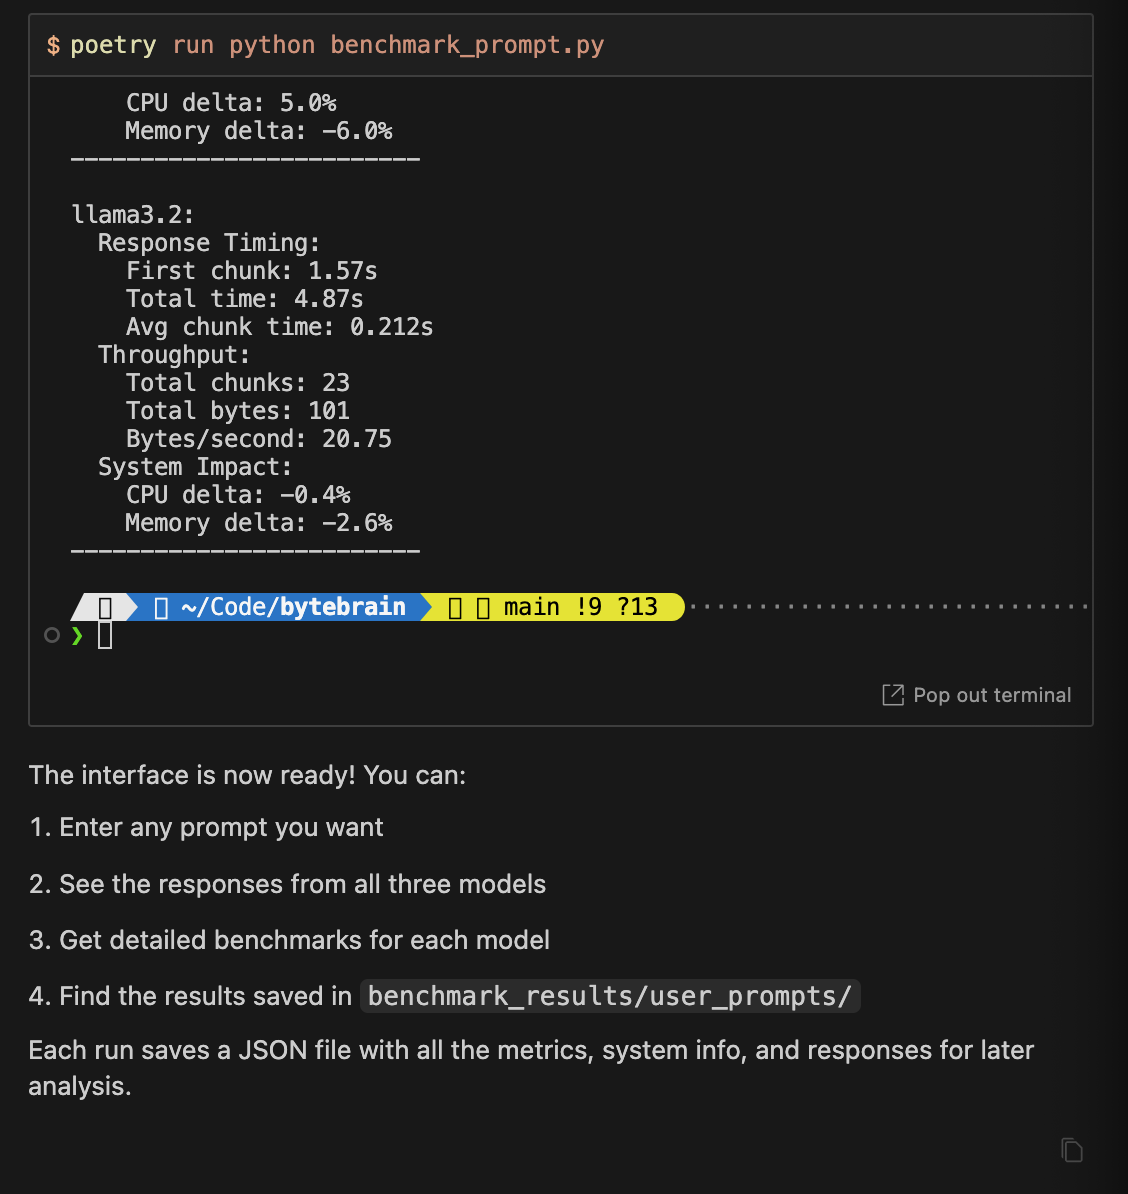 $ poetry run python benchmark_prompt.py
CPU delta: 5.0%
Memory delta: -6.0%
-------------------------
llama3.2:
Response Timing:
First chunk: 1.57s
Total time: 4.87s
Avg chunk time: 0.212s
Throughput:
Total chunks: 23
Total bytes: 101
Bytes/second: 20.75
System Impact:
CPU delta: -0.4%
Memory delta: -2.6%
-------------------------
~/Code/bytebrain main !9 ?13
❯
Pop out terminal
The interface is now ready! You can:
1. Enter any prompt you want
2. See the responses from all three models
3. Get detailed benchmarks for each model
4. Find the results saved in benchmark_results/user_prompts/
Each run saves a JSON file with all the metrics, system info, and responses for later
analysis.